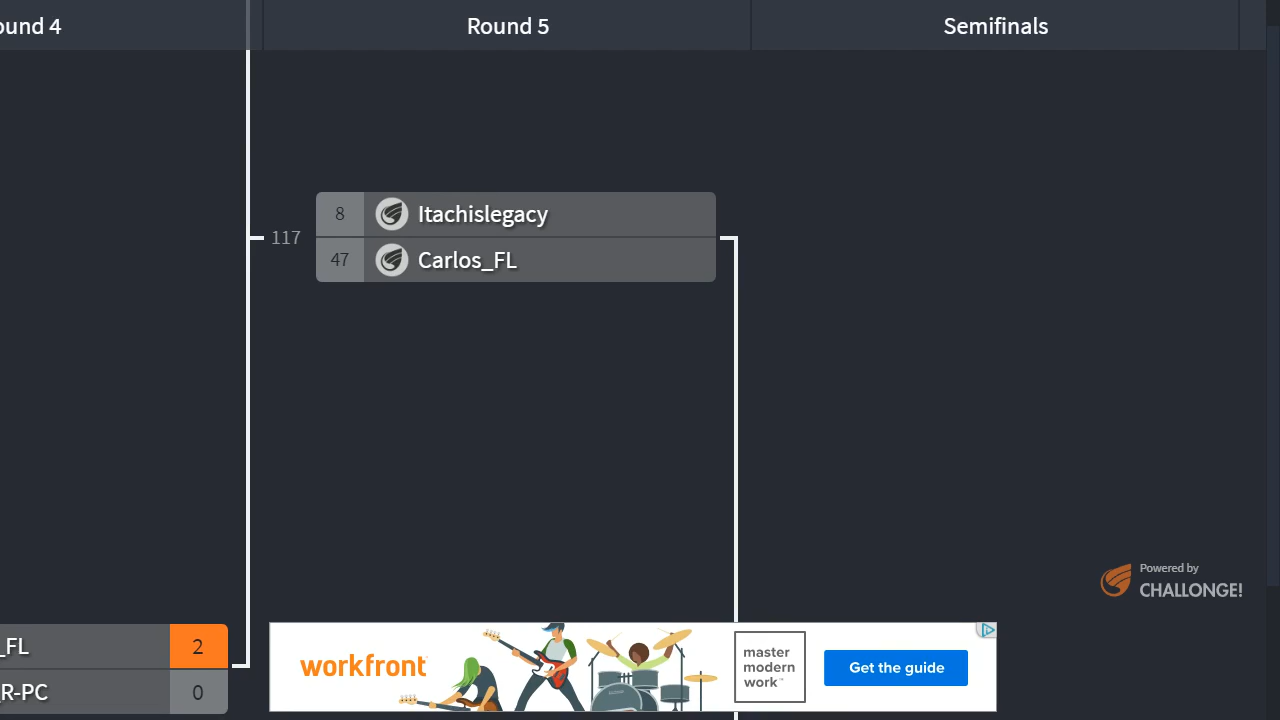 ound 4
Round 5
Semifinals
8 Itachislegacy
117
47 Carlos_FL
Powered by
CHALLONGE!
_FL 2
R-PC 0
workfront
master
modern
work™
Get the guide